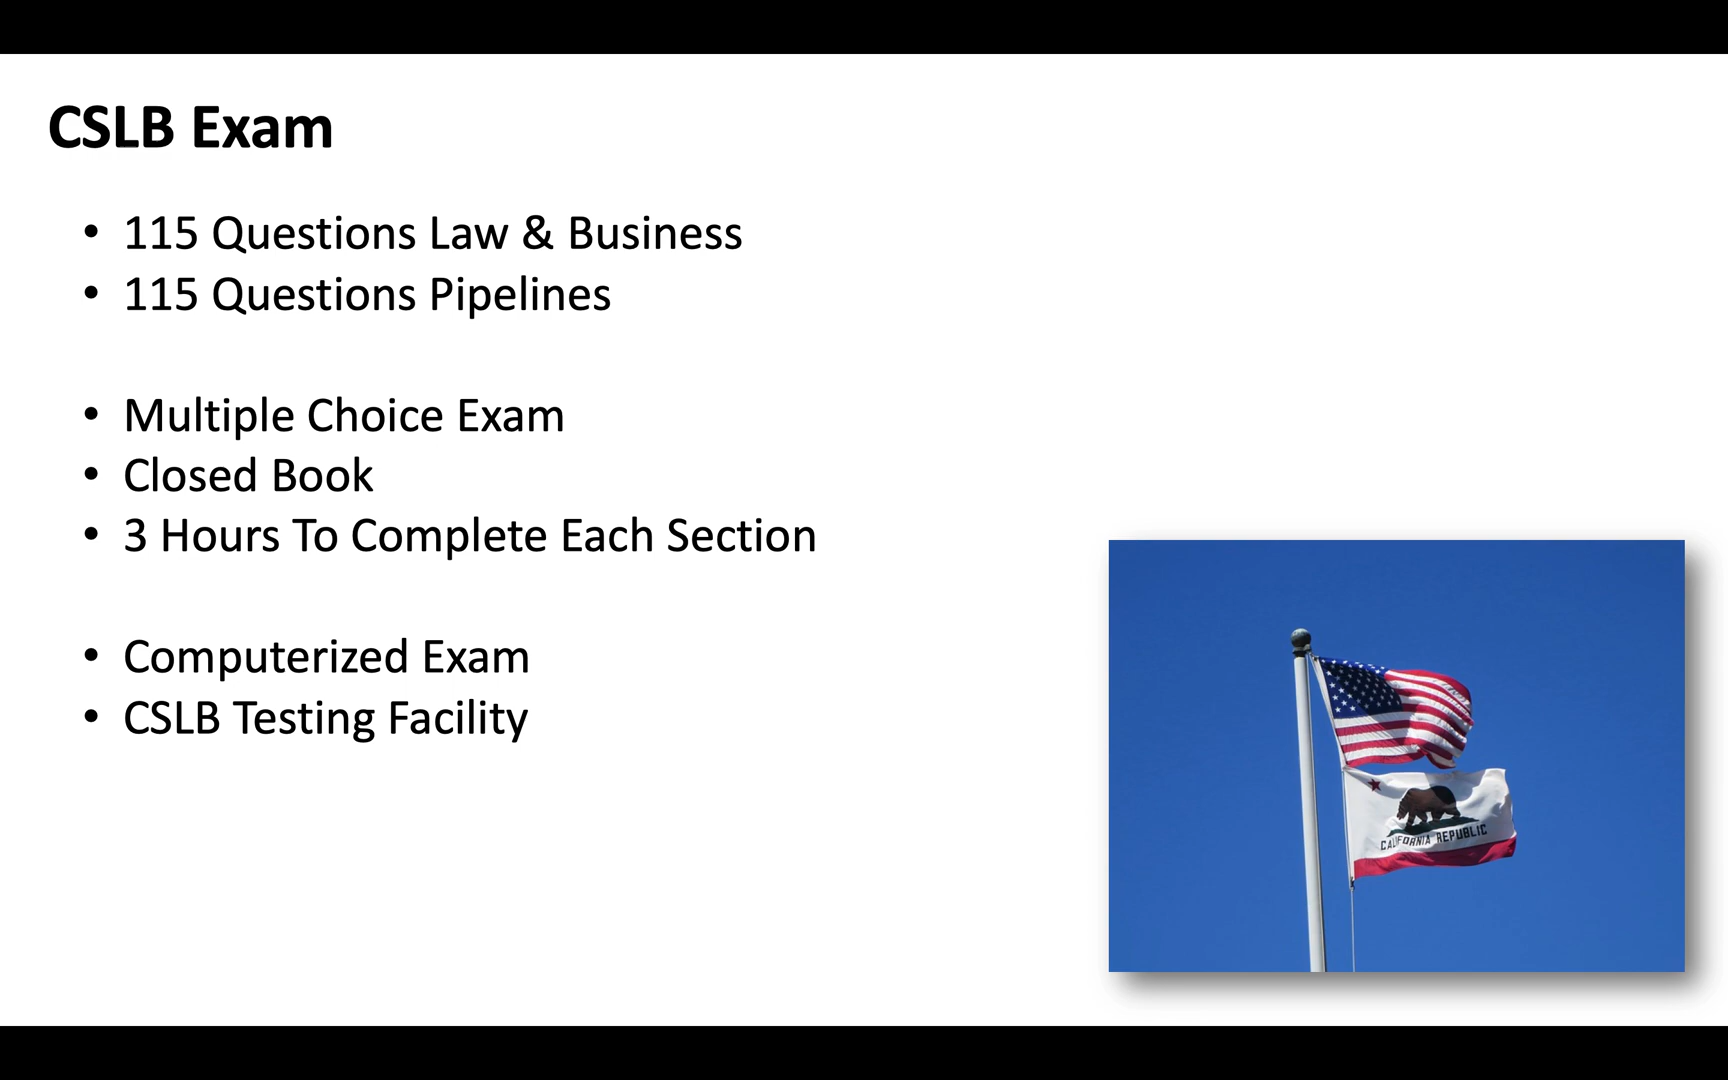 CSLB Exam
• 115 Questions Law & Business
• 115 Questions Pipelines
• Multiple Choice Exam
• Closed Book
• 3 Hours To Complete Each Section
• Computerized Exam
• CSLB Testing Facility
CALIFORNIA REPUBLIC